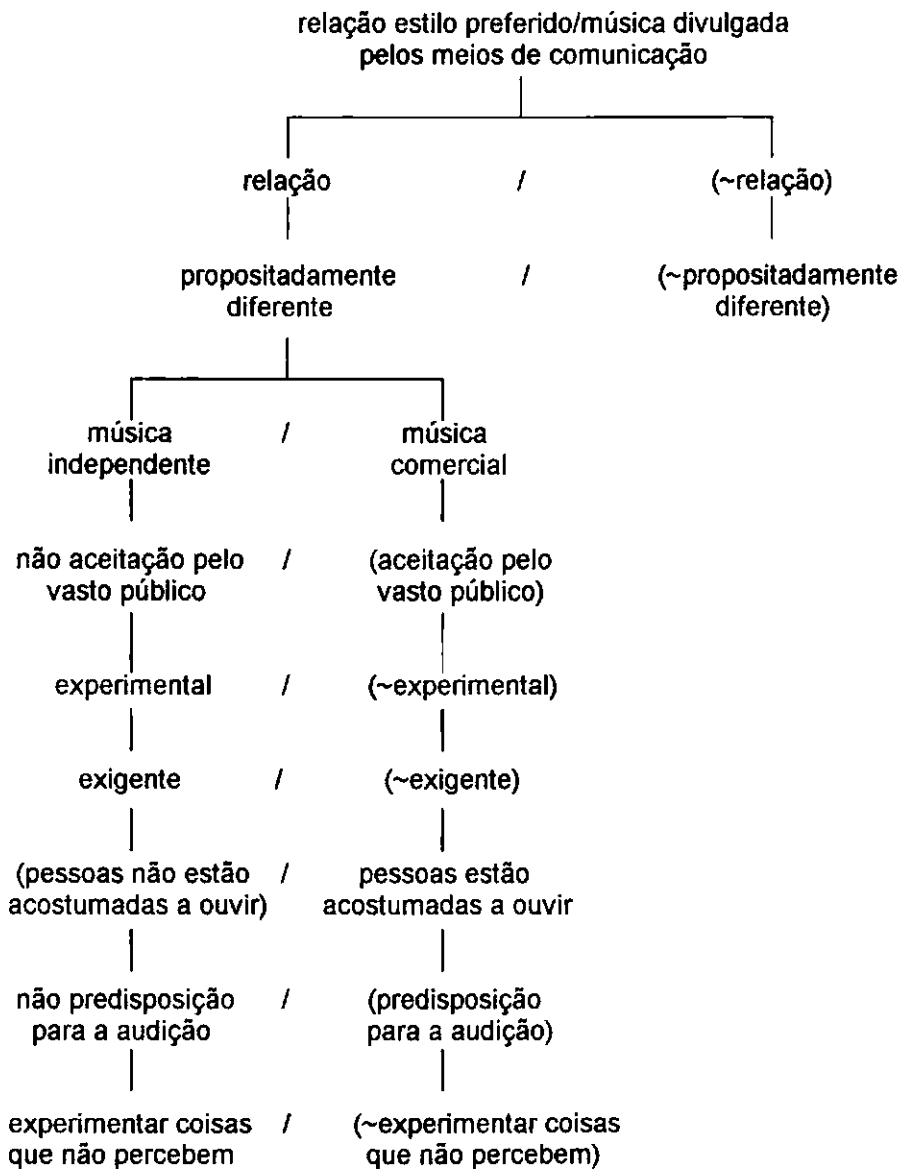 relação estilo preferido/música divulgada
pelos meios de comunicação
relação / (~relação)
propositadamente / (~propositadamente
diferente diferente)
música / música
independente comercial
não aceitação pelo / (aceitação pelo
vasto público vasto público)
experimental / (~experimental)
exigente / (~exigente)
(pessoas não estão / pessoas estão
acostumadas a ouvir) acostumadas a ouvir
não predisposição / (predisposição
para a audição para a audição)
experimentar coisas / (~experimentar coisas
que não percebem que não percebem)